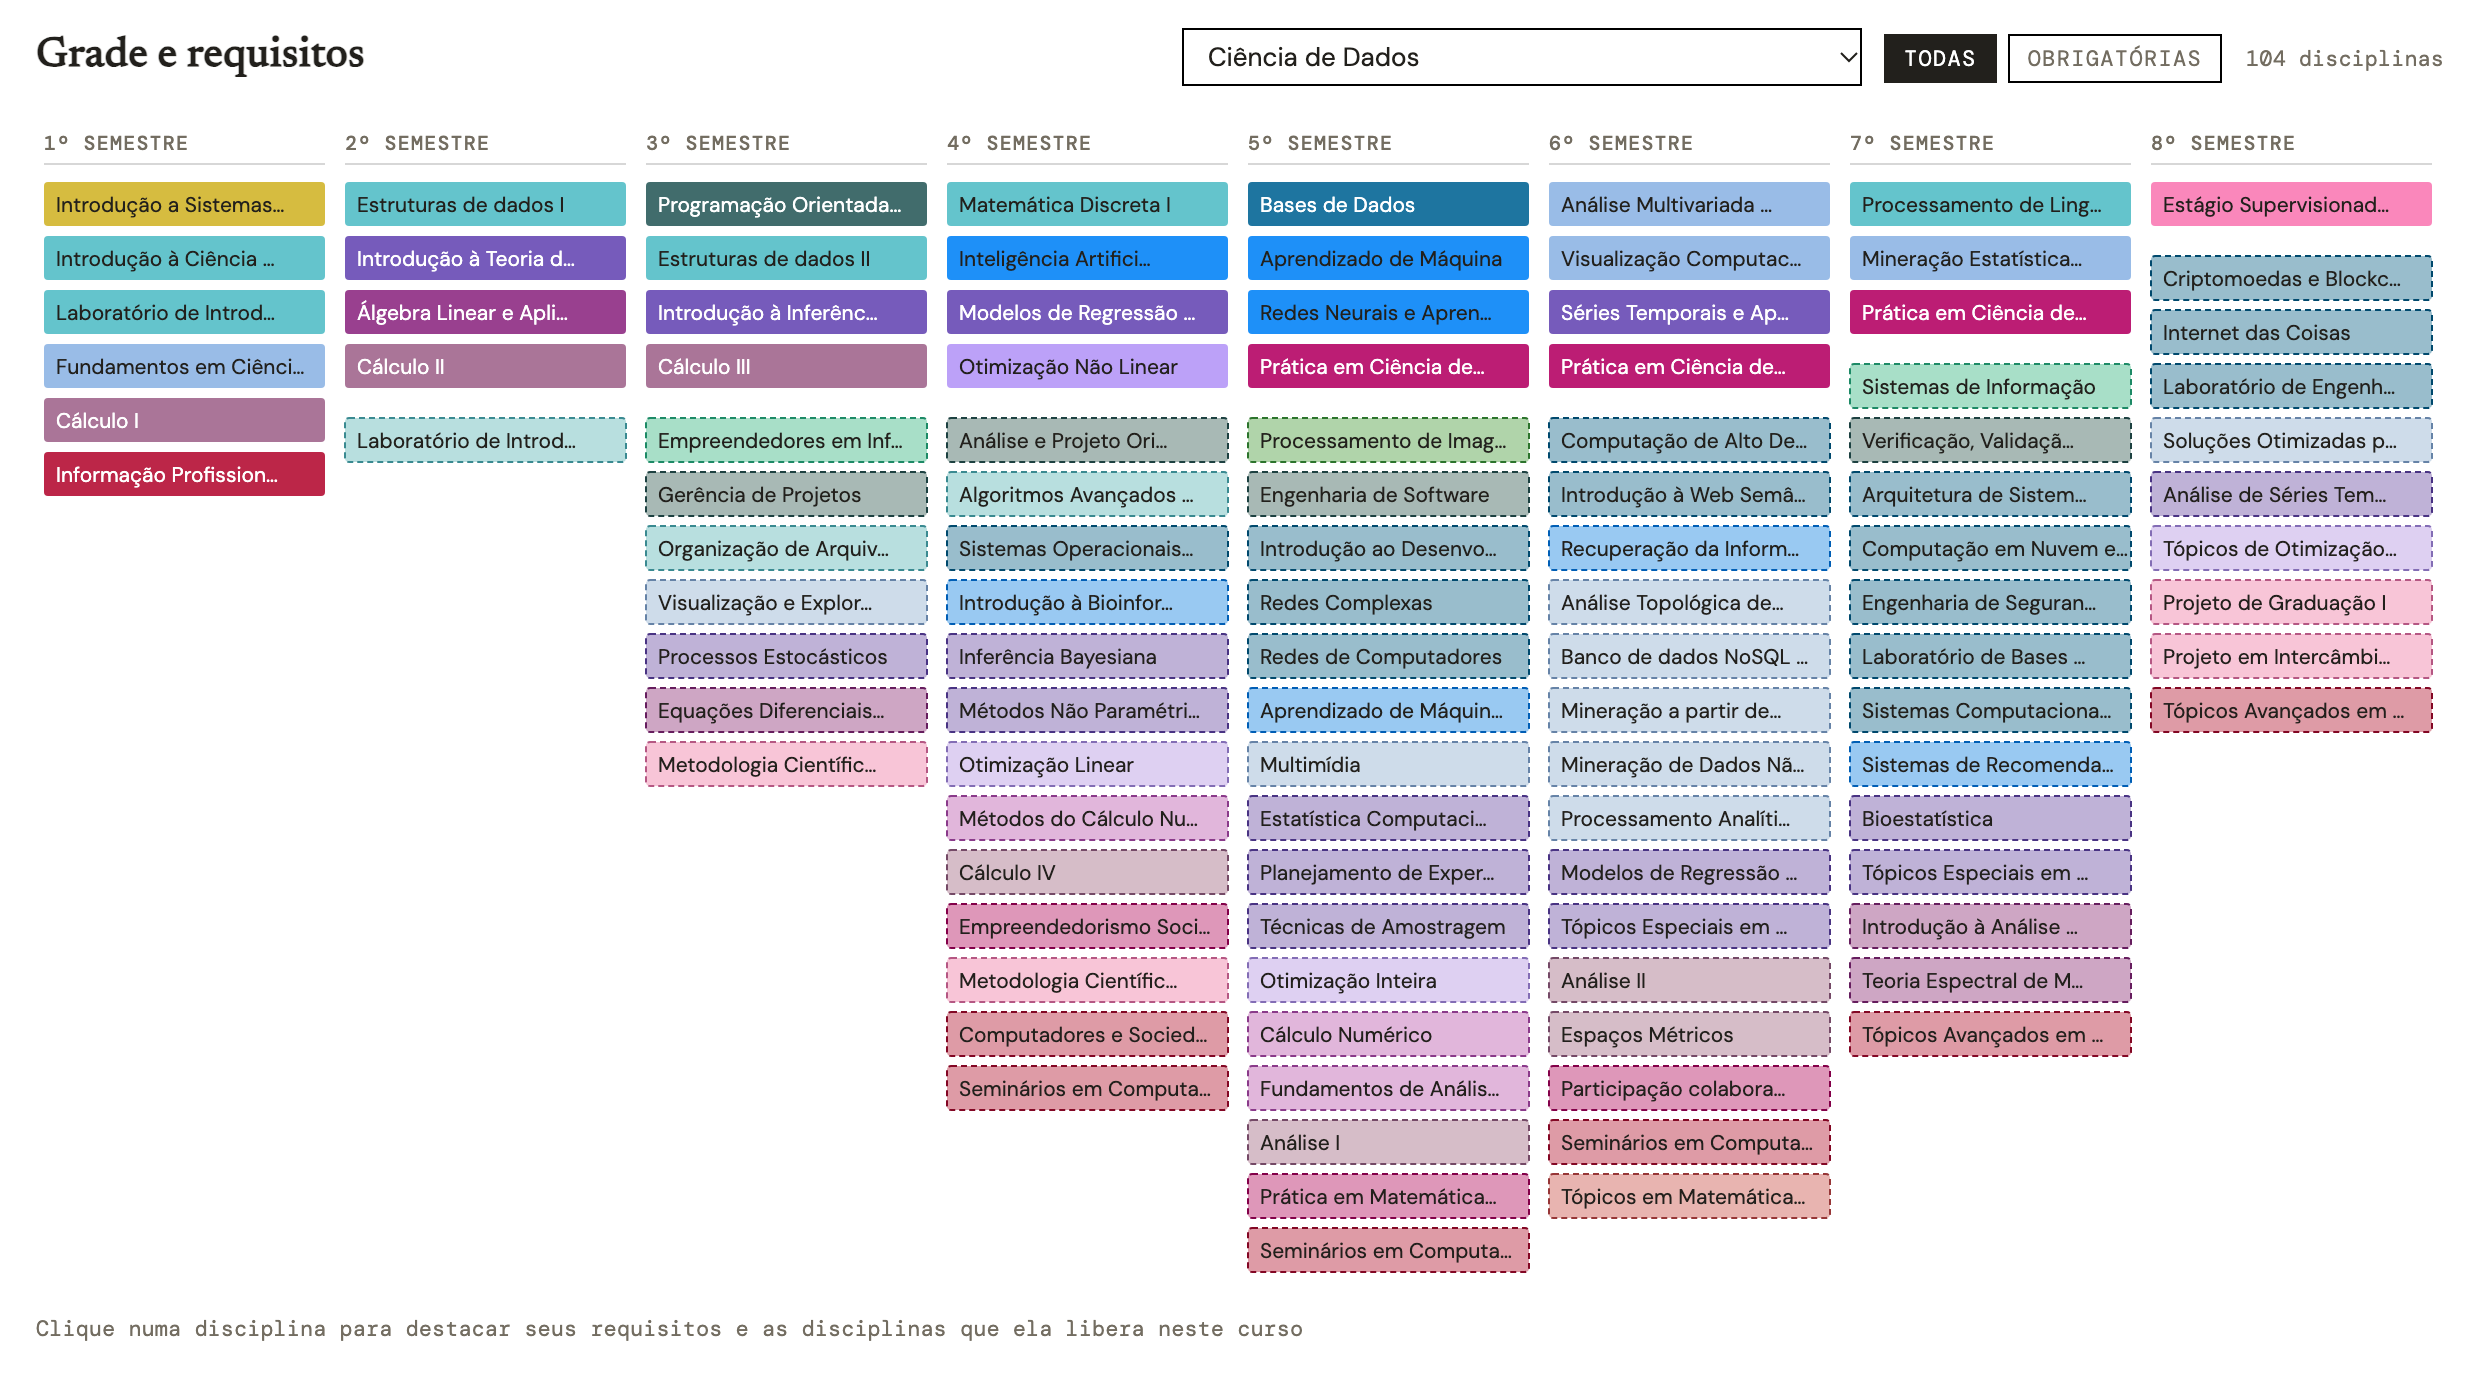 Grade e requisitos
Ciência de Dados
TODAS
OBRIGATÓRIAS
104 disciplinas
1º SEMESTRE
Introdução a Sistemas...
Introdução à Ciência ...
Laboratório de Introd...
Fundamentos em Ciênci...
Cálculo I
Informação Profission...
2º SEMESTRE
Estruturas de dados I
Introdução à Teoria d...
Álgebra Linear e Apli...
Cálculo II
Laboratório de Introd...
3º SEMESTRE
Programação Orientada...
Estruturas de dados II
Introdução à Inferênc...
Cálculo III
Empreendedores em Inf...
Gerência de Projetos
Organização de Arquiv...
Visualização e Explor...
Processos Estocásticos
Equações Diferenciais...
Metodologia Científic...
4º SEMESTRE
Matemática Discreta I
Inteligência Artifici...
Modelos de Regressão ...
Otimização Não Linear
Análise e Projeto Ori...
Algoritmos Avançados ...
Sistemas Operacionais...
Introdução à Bioinfor...
Inferência Bayesiana
Métodos Não Paramétri...
Otimização Linear
Métodos do Cálculo Nu...
Cálculo IV
Empreendedorismo Soci...
Metodologia Científic...
Computadores e Socied...
Seminários em Computa...
5º SEMESTRE
Bases de Dados
Aprendizado de Máquina
Redes Neurais e Apren...
Prática em Ciência de...
Processamento de Imag...
Engenharia de Software
Introdução ao Desenvo...
Redes Complexas
Redes de Computadores
Aprendizado de Máquin...
Multimídia
Estatística Computaci...
Planejamento de Exper...
Técnicas de Amostragem
Otimização Inteira
Cálculo Numérico
Fundamentos de Anális...
Análise I
Prática em Matemática...
Seminários em Computa...
6º SEMESTRE
Análise Multivariada ...
Visualização Computac...
Séries Temporais e Ap...
Prática em Ciência de...
Computação de Alto De...
Introdução à Web Semâ...
Recuperação da Inform...
Análise Topológica de...
Banco de dados NoSQL ...
Mineração a partir de...
Mineração de Dados Nã...
Processamento Analíti...
Modelos de Regressão ...
Tópicos Especiais em ...
Análise II
Espaços Métricos
Participação colabora...
Seminários em Computa...
Tópicos em Matemática...
7º SEMESTRE
Processamento de Ling...
Mineração Estatística...
Prática em Ciência de...
Sistemas de Informação
Verificação, Validaçã...
Arquitetura de Sistem...
Computação em Nuvem e...
Engenharia de Seguran...
Laboratório de Bases ...
Sistemas Computaciona...
Sistemas de Recomenda...
Bioestatística
Tópicos Especiais em ...
Introdução à Análise ...
Teoria Espectral de M...
Tópicos Avançados em ...
8º SEMESTRE
Estágio Supervisionad...
Criptomoedas e Blockc...
Internet das Coisas
Laboratório de Engenh...
Soluções Otimizadas p...
Análise de Séries Tem...
Tópicos de Otimização...
Projeto de Graduação I
Projeto em Intercâmbi...
Tópicos Avançados em ...
Clique numa disciplina para destacar seus requisitos e as disciplinas que ela libera neste curso